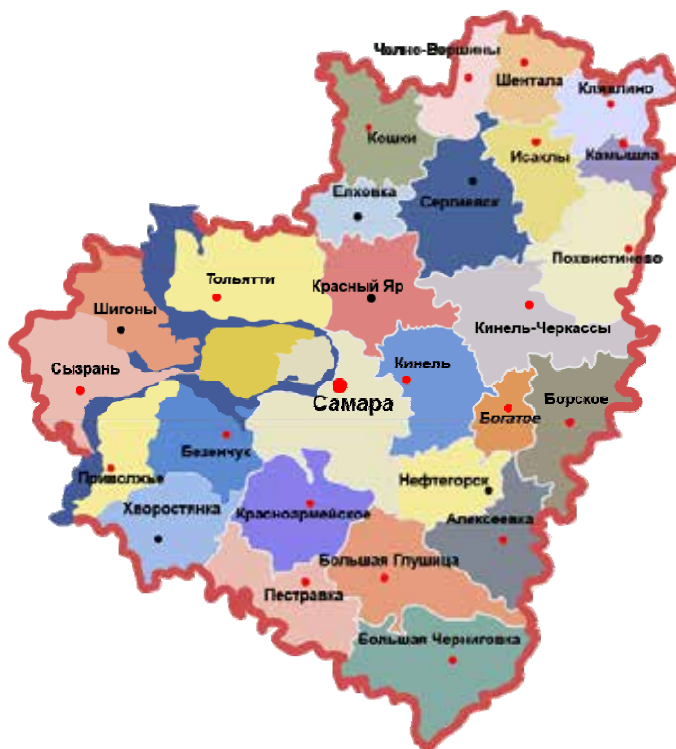 Челно-Вершины
Шентала
Клявлино
Кошки
Исаклы
Камышла
Елховка
Сергиевск
Похвистнево
Тольятти
Красный Яр
Шигоны
Кинель-Черкассы
Сызрань
Кинель
Самара
Богатое
Борское
Безенчук
Приволжье
Нефтегорск
Хворостянка
Красноармейское
Алексеевка
Большая Глушица
Пестравка
Большая Черниговка